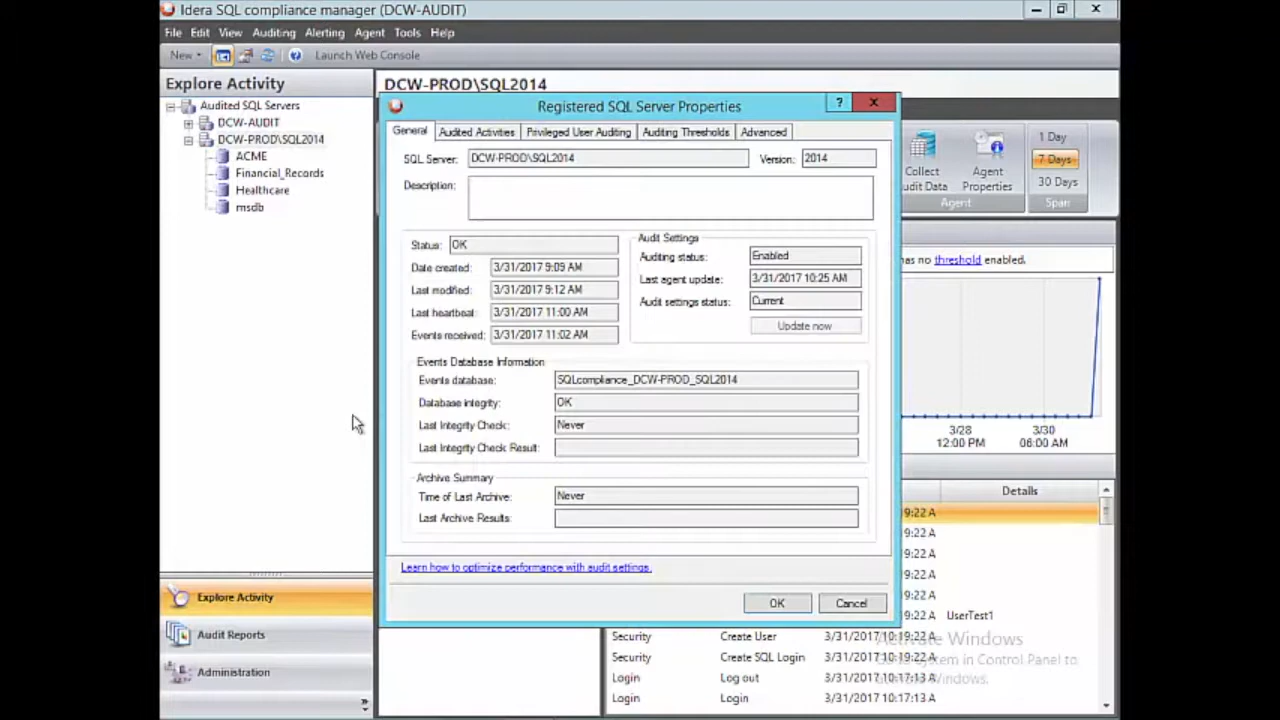 Idera SQL compliance manager (DCW-AUDIT)
File Edit View Auditing Alerting Agent Tools Help
New Launch Web Console
Explore Activity
DCW-PROD\SQL2014
Audited SQL Servers
DCW-AUDIT
DCW-PROD\SQL2014
ACME
Financial_Records
Healthcare
msdb
Registered SQL Server Properties
General Audited Activities Privileged User Auditing Auditing Thresholds Advanced
SQL Server: DCW-PROD\SQL2014 Version: 2014
Description:
Status: OK
Date created: 3/31/2017 9:09 AM
Last modified: 3/31/2017 9:12 AM
Last heartbeat: 3/31/2017 11:00 AM
Events received: 3/31/2017 11:02 AM
Audit Settings
Auditing status: Enabled
Last agent update: 3/31/2017 10:25 AM
Audit settings status: Current
Update now
Events Database Information
Events database: SQLcompliance_DCW-PROD_SQL2014
Database integrity: OK
Last Integrity Check: Never
Last Integrity Check Result:
Archive Summary
Time of Last Archive: Never
Last Archive Results:
Learn how to optimize performance with audit settings.
OK Cancel
Collect
udit Data
Agent
Properties
Agent
1 Day
7 Days
30 Days
Span
has no threshold enabled.
3/28
12:00 PM
3/30
06:00 AM
Details
9:22 A
9:22 A
9:22 A
9:22 A
9:22 A
9:22 A UserTest1
Security Create User 3/31/2017 10:19:22 A
Security Create SQL Login 3/31/2017 10:19:22 A
Login Log out 3/31/2017 10:17:13 A
Login Login 3/31/2017 10:17:13 A
Activate Windows
Go to System in Control Panel to
Windows.
Explore Activity
Audit Reports
Administration